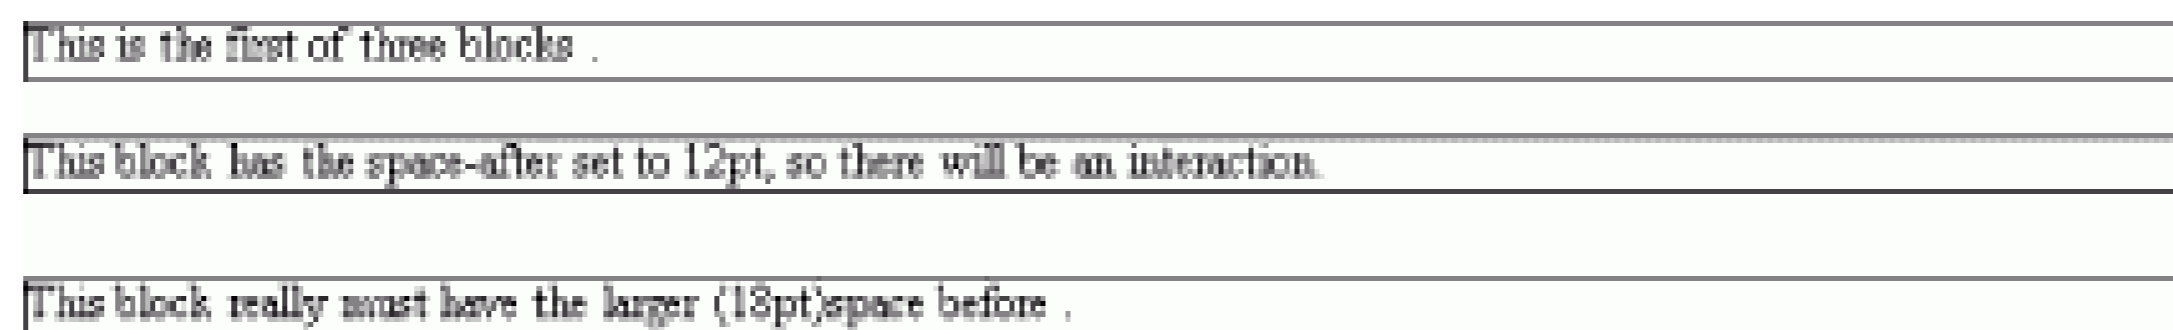 This is the first of three blocks .
This block has the space-after set to 12pt, so there will be an interaction.
This block really must have the larger (18pt)space before .